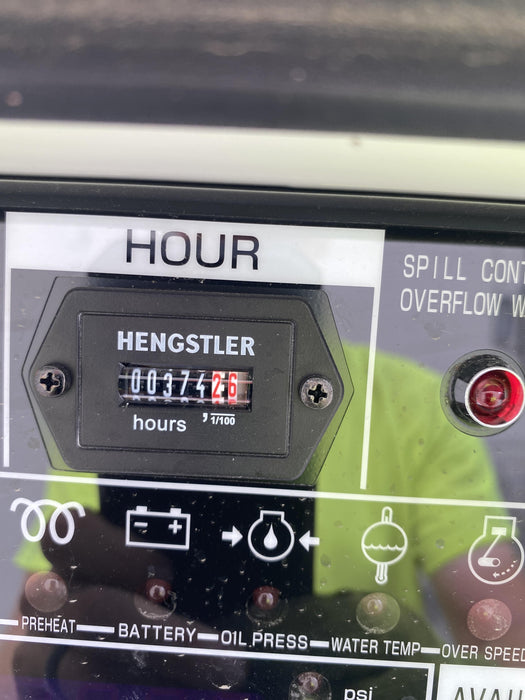 HOUR
SPILL CONT
OVERFLOW W
HENGSTLER
0037426
hours , 1/100
PREHEAT
BATTERY
OIL PRESS
WATER TEMP
OVER SPEED
psi
AVAI